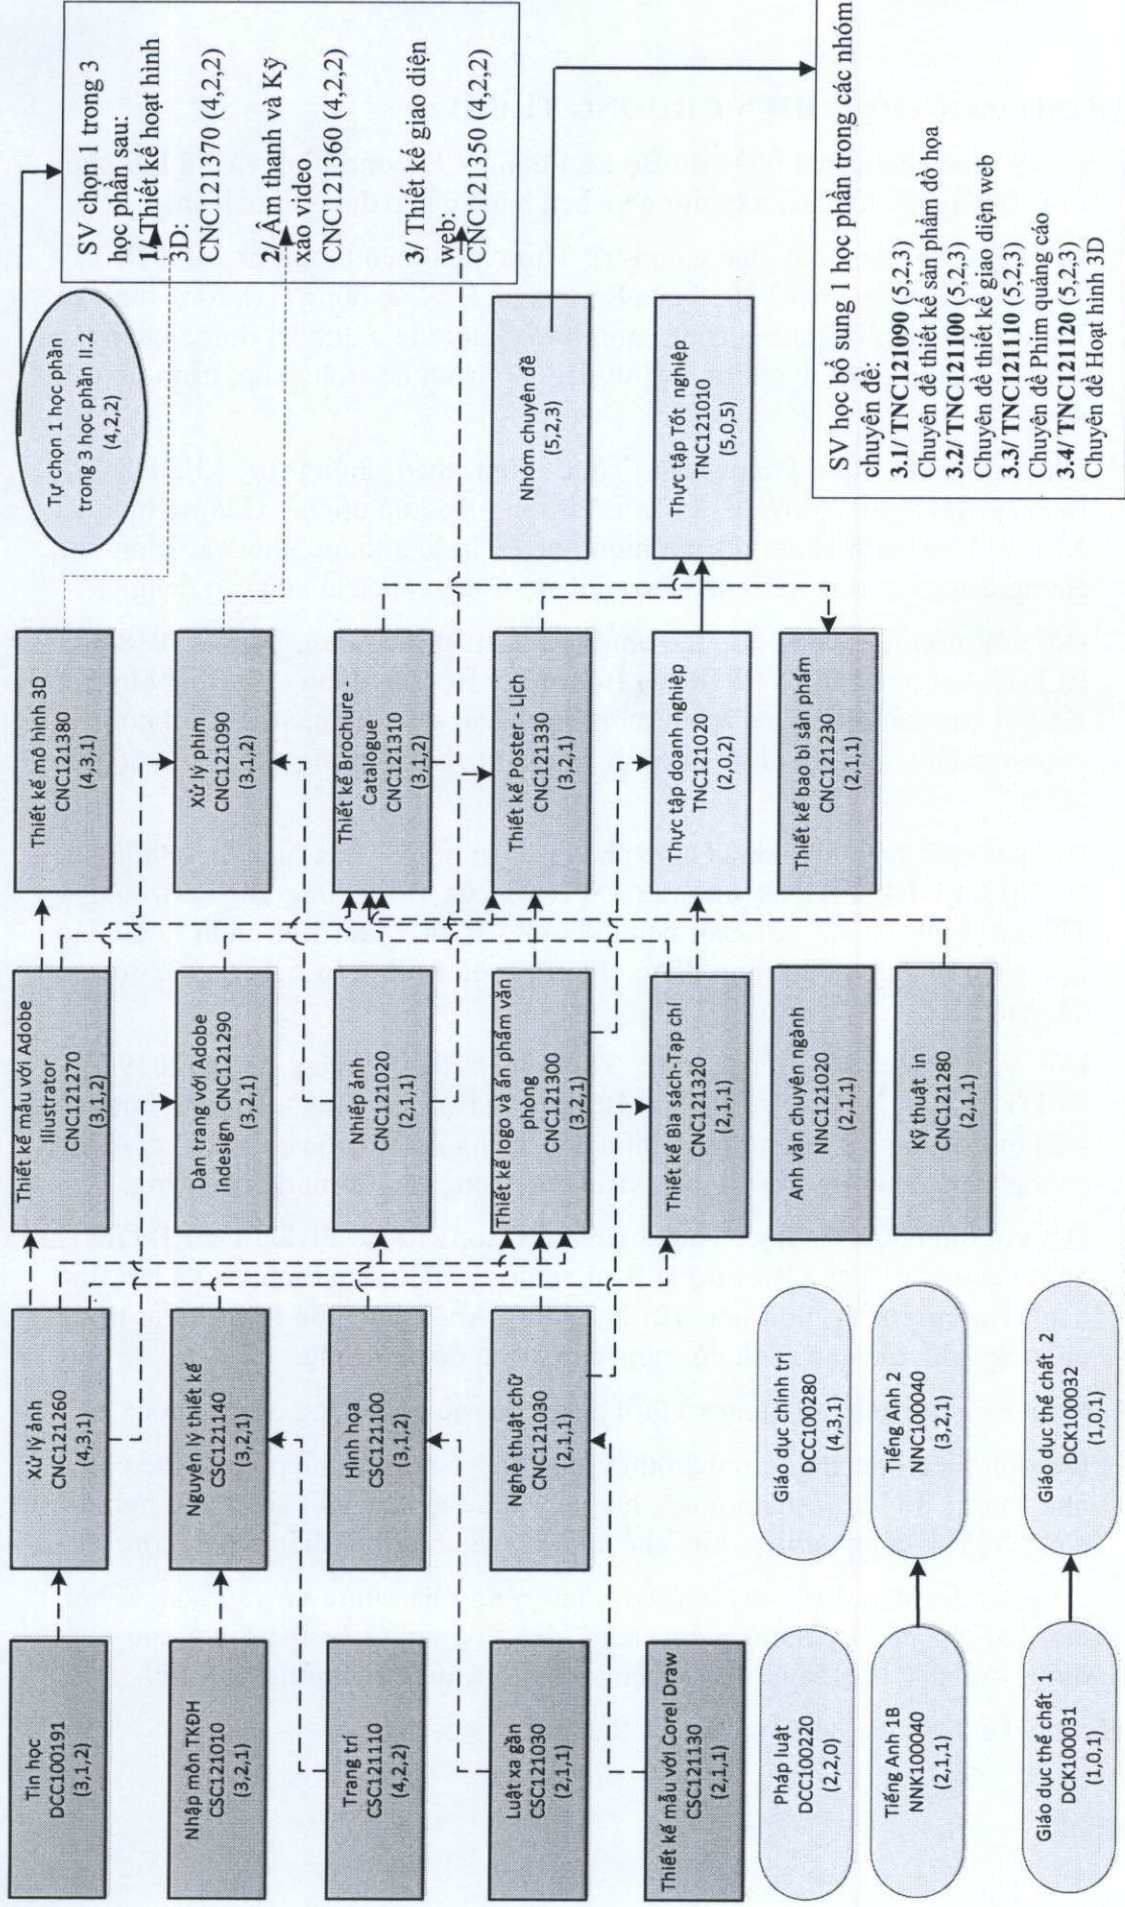 Tin học
DCC100191
(3,1,2)
Nhập môn TKĐH
CSC121010
(3,2,1)
Trang trí
CSC121110
(4,2,2)
Luật xa gần
CSC121030
(2,1,1)
Thiết kế mẫu với Corel Draw
CSC121130
(2,1,1)
Pháp luật
DCC100220
(2,2,0)
Tiếng Anh 1B
NNK100040
(2,1,1)
Giáo dục thể chất 1
DCK100031
(1,0,1)
Xử lý ảnh
CNC121260
(4,3,1)
Nguyên lý thiết kế
CSC121140
(3,2,1)
Hình họa
CSC121100
(3,1,2)
Nghệ thuật chữ
CNC121030
(2,1,1)
Giáo dục chính trị
DCC100280
(4,3,1)
Tiếng Anh 2
NNC100040
(3,2,1)
Giáo dục thể chất 2
DCK100032
(1,0,1)
Thiết kế mẫu với Adobe
Illustrator
CNC121270
(3,1,2)
Dàn trang với Adobe
Indesign CNC121290
(3,2,1)
Nhiếp ảnh
CNC121020
(2,1,1)
Thiết kế logo và ấn phẩm văn
phòng
CNC121300
(3,2,1)
Thiết kế Bìa sách-Tạp chí
CNC121320
(2,1,1)
Anh văn chuyên ngành
NNC121020
(2,1,1)
Kỹ thuật in
CNC121280
(2,1,1)
Thiết kế mô hình 3D
CNC121380
(4,3,1)
Xử lý phim
CNC121090
(3,1,2)
Thiết kế Brochure -
Catalogue
CNC121310
(3,1,2)
Thiết kế Poster - Lịch
CNC121330
(3,2,1)
Thực tập doanh nghiệp
TNC121020
(2,0,2)
Thiết kế bao bì sản phẩm
CNC121230
(2,1,1)
Tự chọn 1 học phần
trong 3 học phần II.2
(4,2,2)
Nhóm chuyên đề
(5,2,3)
Thực tập Tốt nghiệp
TNC121010
(5,0,5)
SV chọn 1 trong 3
học phần sau:
1/ Thiết kế hoạt hình
3D:
CNC121370 (4,2,2)
2/ Âm thanh và Kỹ
xảo video
CNC121360 (4,2,2)
3/ Thiết kế giao diện
web:
CNC121350 (4,2,2)
SV học bổ sung 1 học phần trong các nhóm
chuyên đề:
3.1/ TNC121090 (5,2,3)
Chuyên đề thiết kế sản phẩm đồ họa
3.2/ TNC121100 (5,2,3)
Chuyên đề thiết kế giao diện web
3.3/ TNC121110 (5,2,3)
Chuyên đề Phim quảng cáo
3.4/ TNC121120 (5,2,3)
Chuyên đề Hoạt hình 3D